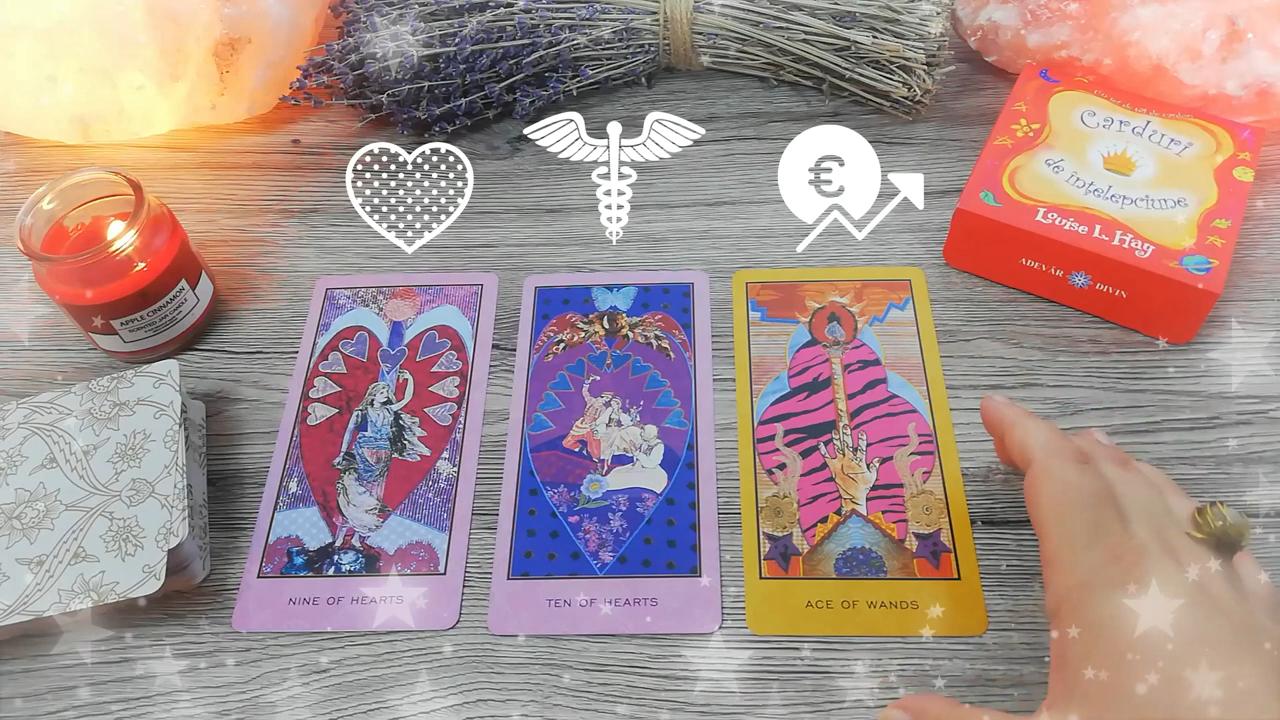 Carduri
de înțelepciune
Louise L. Hay
ADEVĂR DIVIN
€
APPLE CINNAMON
SCENTED JAR CANDLE
NINE OF HEARTS
TEN OF HEARTS
ACE OF WANDS